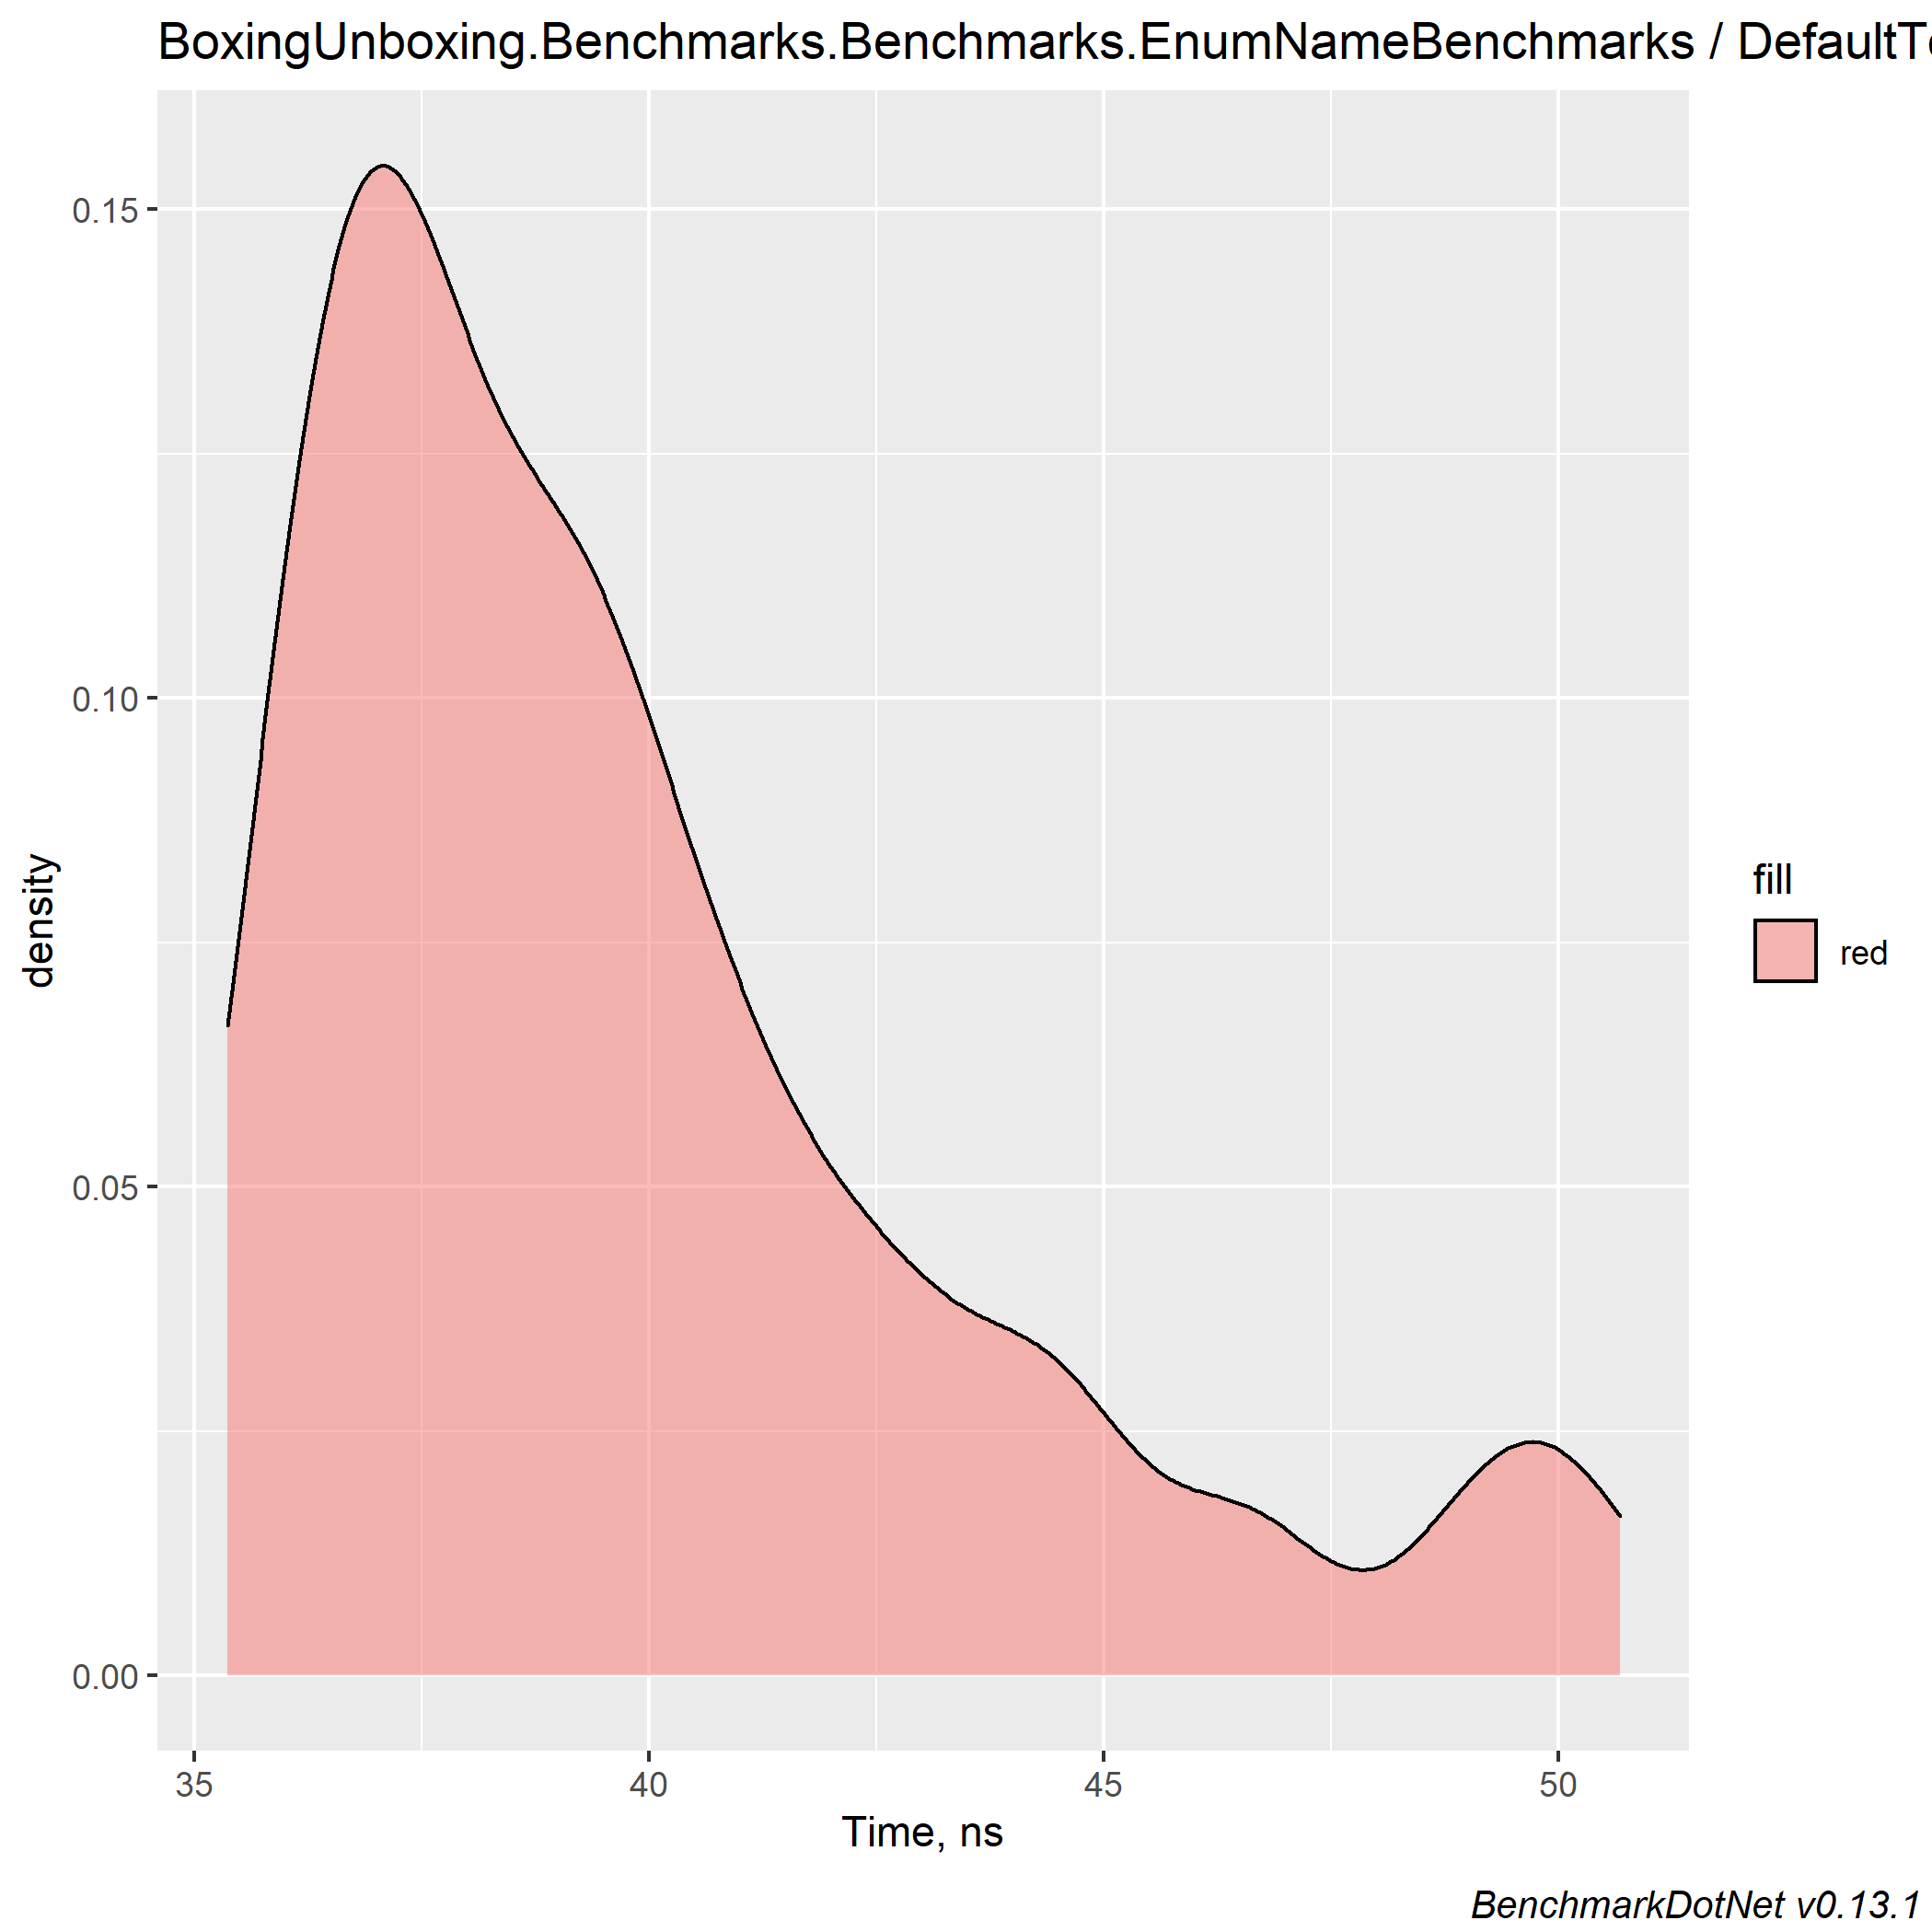 BoxingUnboxing.Benchmarks.Benchmarks.EnumNameBenchmarks / DefaultTo
0.15
0.10
0.05
0.00
density
35 40 45 50
Time, ns
fill
red
BenchmarkDotNet v0.13.1